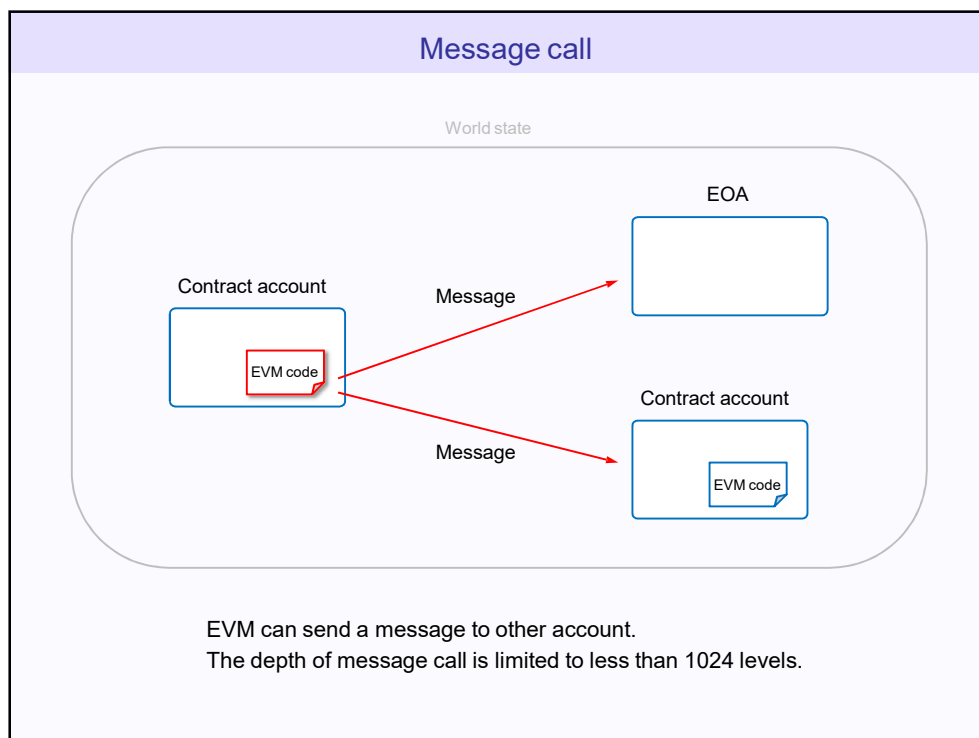 Message call
World state
EOA
Contract account
Message
EVM code
Contract account
Message
EVM code
EVM can send a message to other account.
The depth of message call is limited to less than 1024 levels.